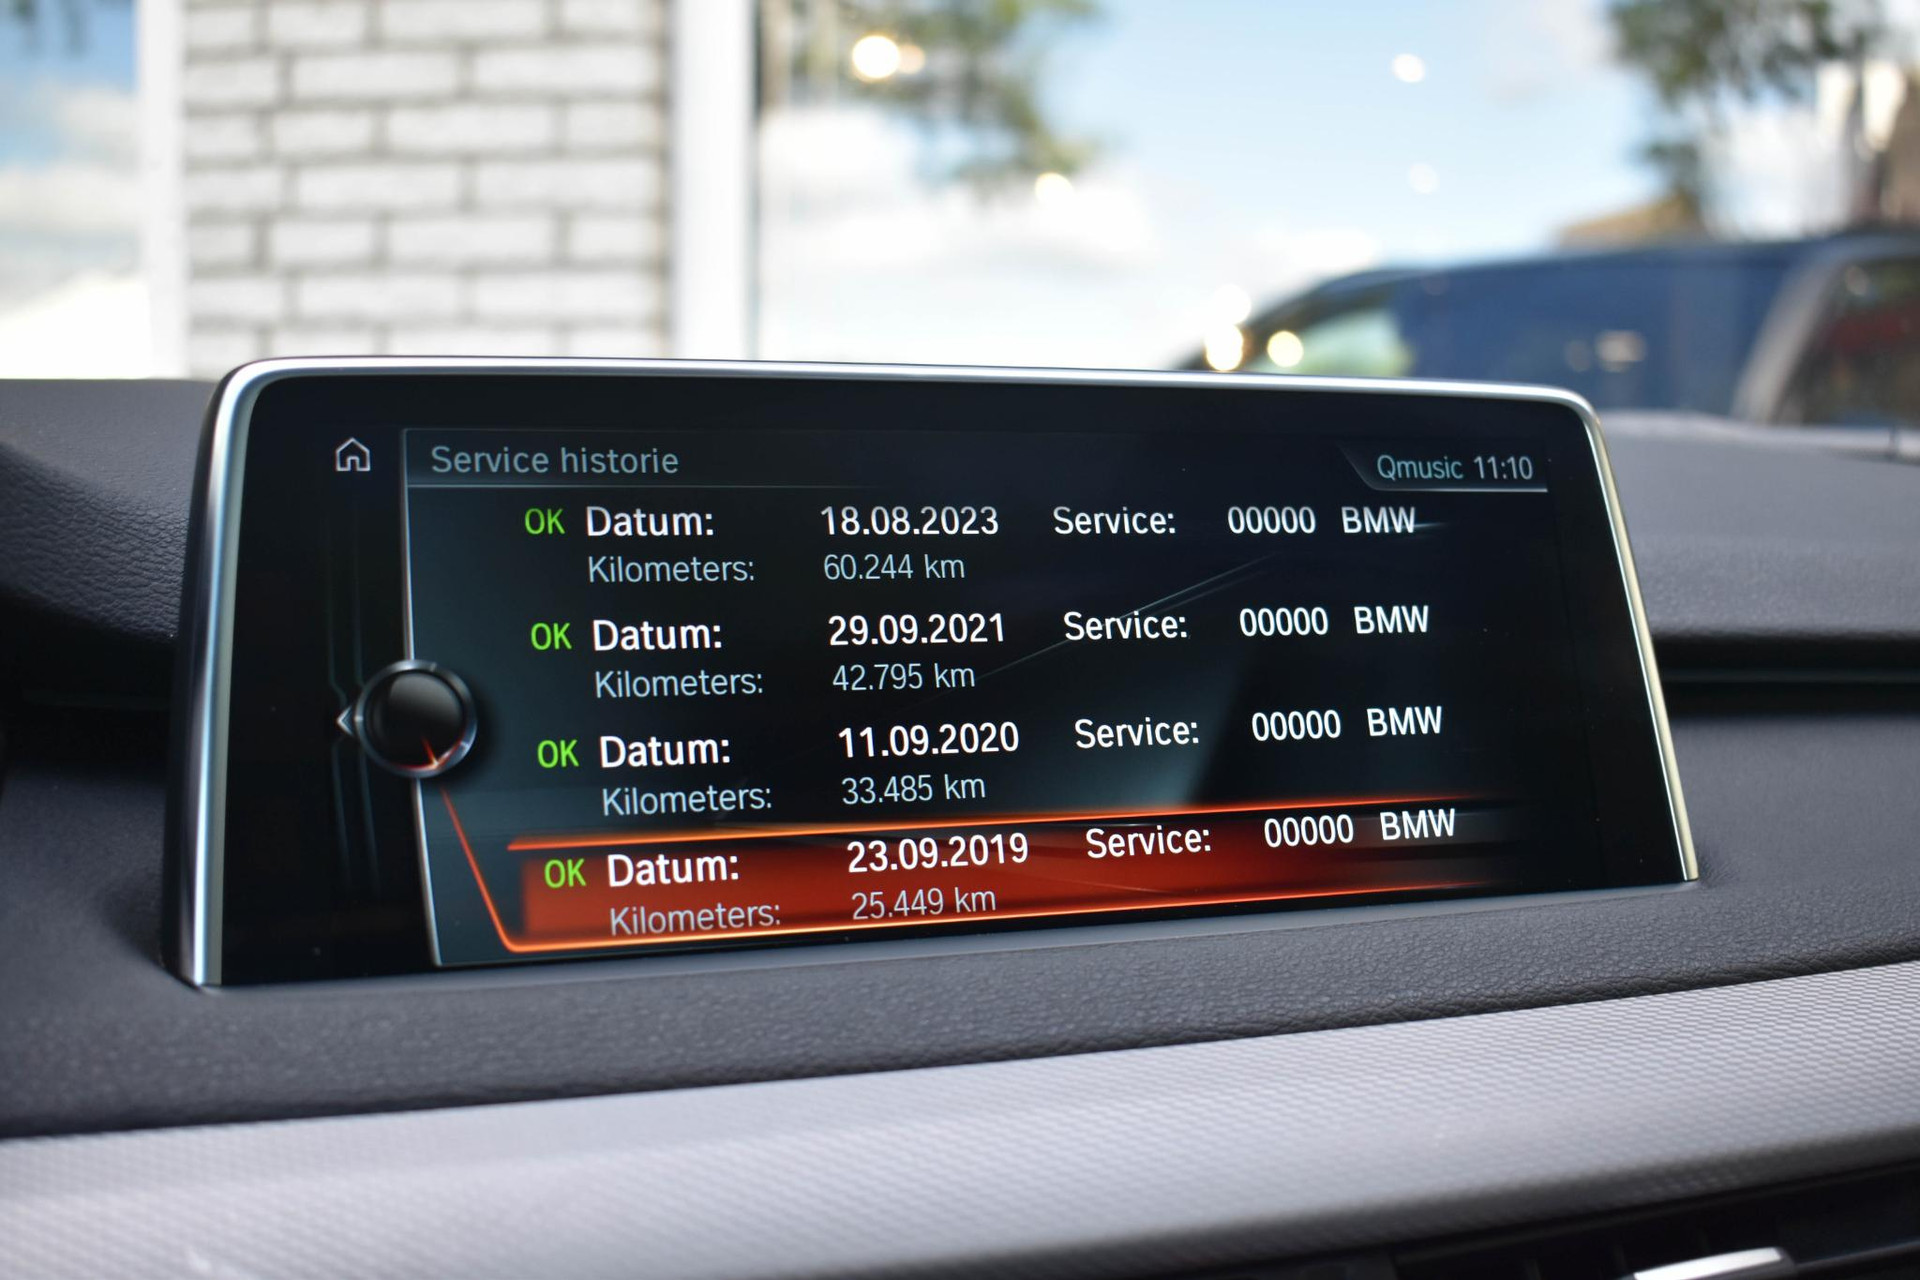 Service historie Qmusic 11:10
OK Datum: 18.08.2023 Service: 00000 BMW
Kilometers: 60.244 km
OK Datum: 29.09.2021 Service: 00000 BMW
Kilometers: 42.795 km
OK Datum: 11.09.2020 Service: 00000 BMW
Kilometers: 33.485 km
OK Datum: 23.09.2019 Service: 00000 BMW
Kilometers: 25.449 km